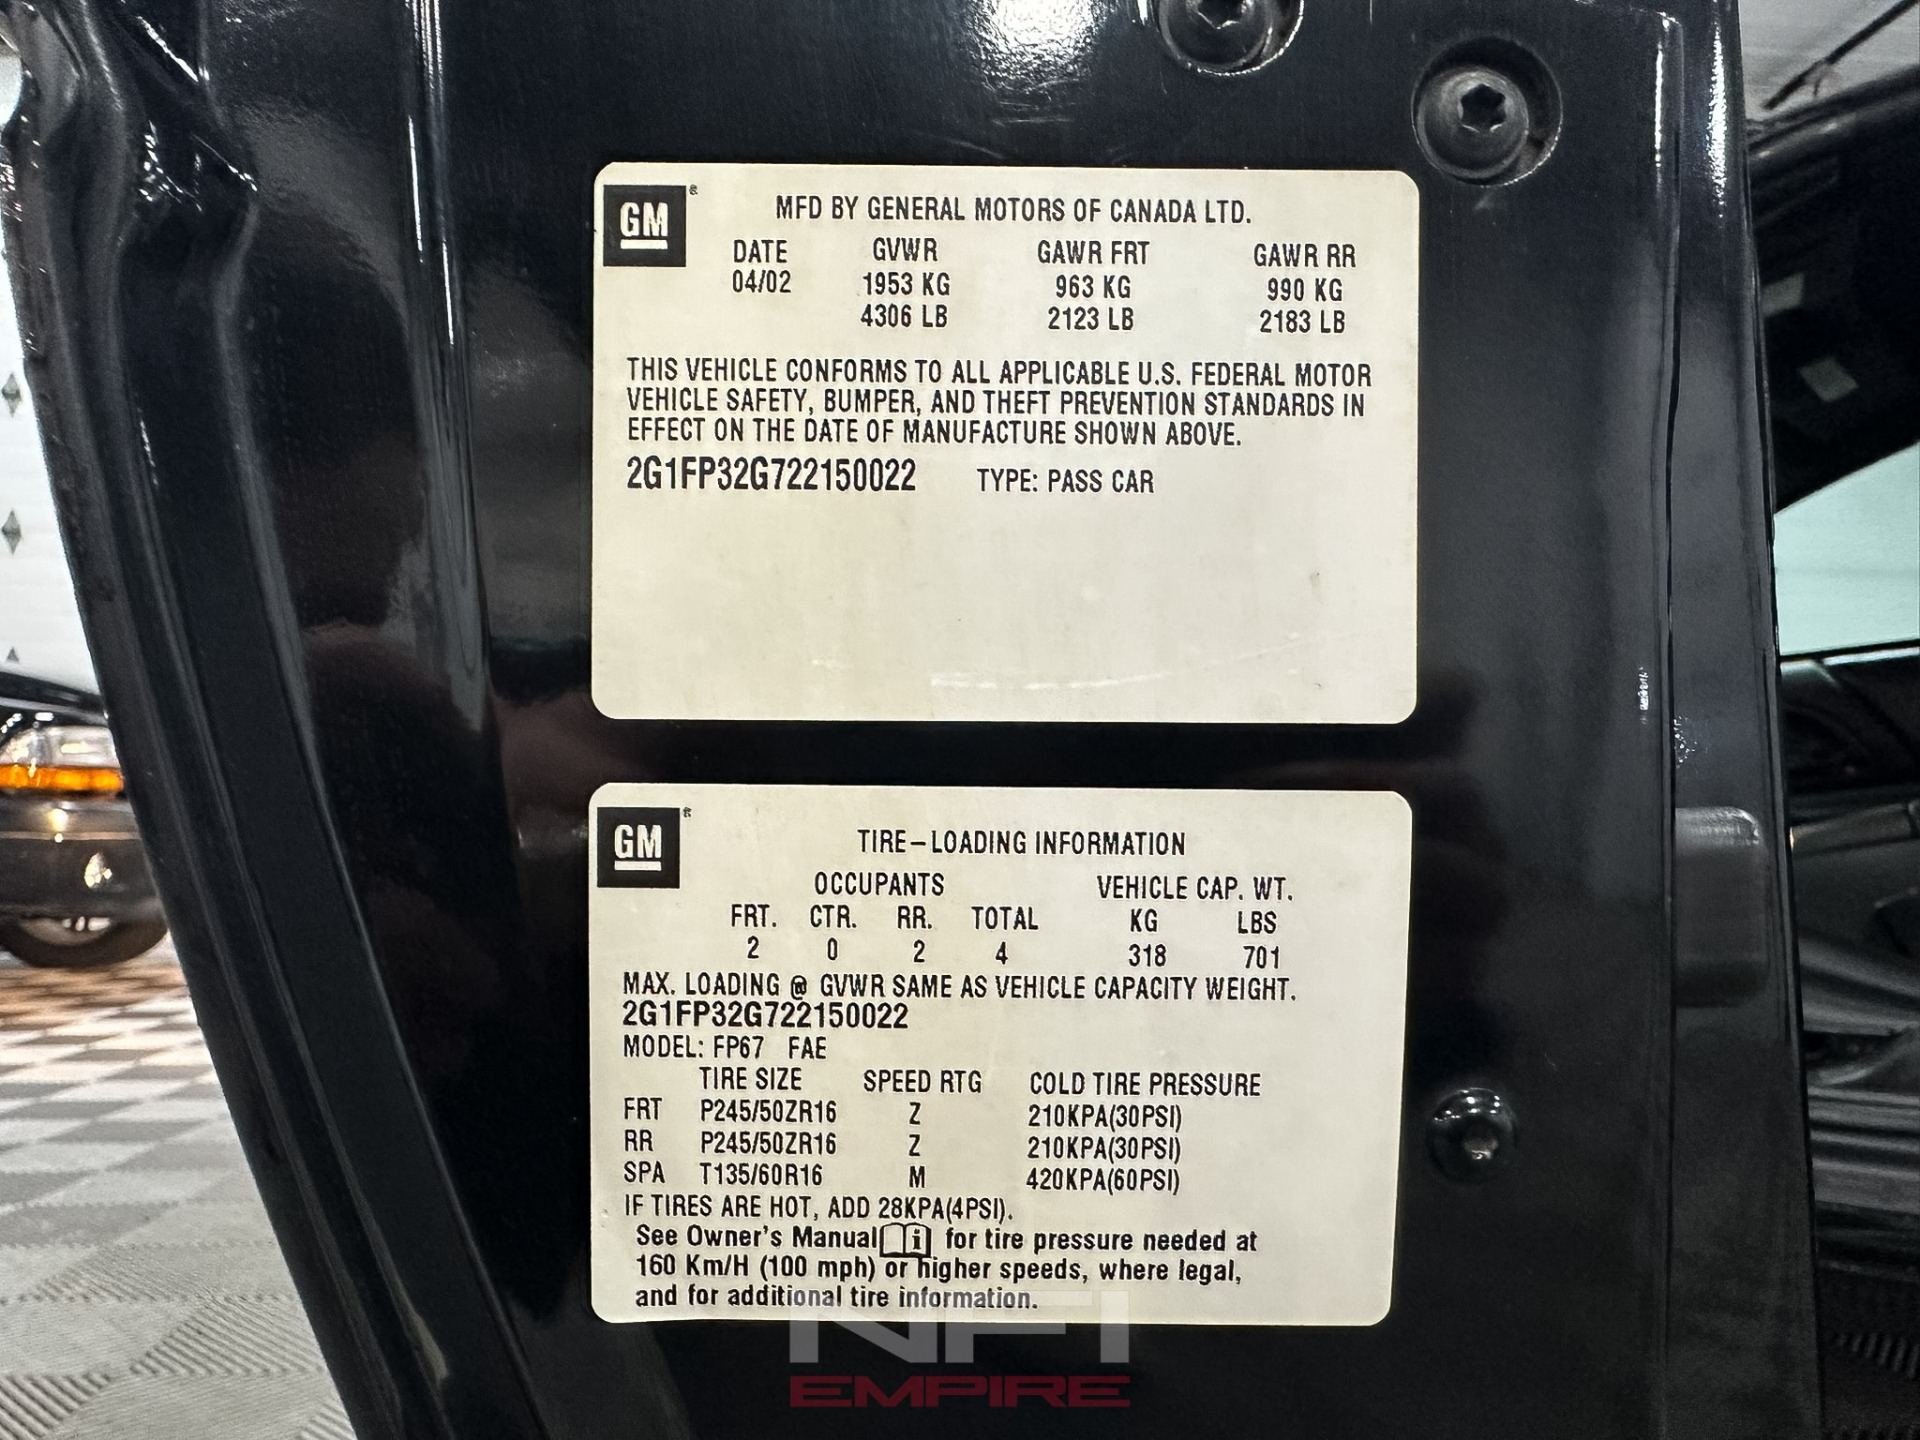 GM ®
MFD BY GENERAL MOTORS OF CANADA LTD.
DATE GVWR GAWR FRT GAWR RR
04/02 1953 KG 963 KG 990 KG
4306 LB 2123 LB 2183 LB
THIS VEHICLE CONFORMS TO ALL APPLICABLE U.S. FEDERAL MOTOR
VEHICLE SAFETY, BUMPER, AND THEFT PREVENTION STANDARDS IN
EFFECT ON THE DATE OF MANUFACTURE SHOWN ABOVE.
2G1FP32G722150022 TYPE: PASS CAR
GM ®
TIRE-LOADING INFORMATION
OCCUPANTS VEHICLE CAP. WT.
FRT. CTR. RR. TOTAL KG LBS
2 0 2 4 318 701
MAX. LOADING @ GVWR SAME AS VEHICLE CAPACITY WEIGHT.
2G1FP32G722150022
MODEL: FP67 FAE
TIRE SIZE SPEED RTG COLD TIRE PRESSURE
FRT P245/50ZR16 Z 210KPA(30PSI)
RR P245/50ZR16 Z 210KPA(30PSI)
SPA T135/60R16 M 420KPA(60PSI)
IF TIRES ARE HOT, ADD 28KPA(4PSI).
See Owner's Manual i for tire pressure needed at
160 Km/H (100 mph) or higher speeds, where legal,
and for additional tire information.
NFI
EMPIRE